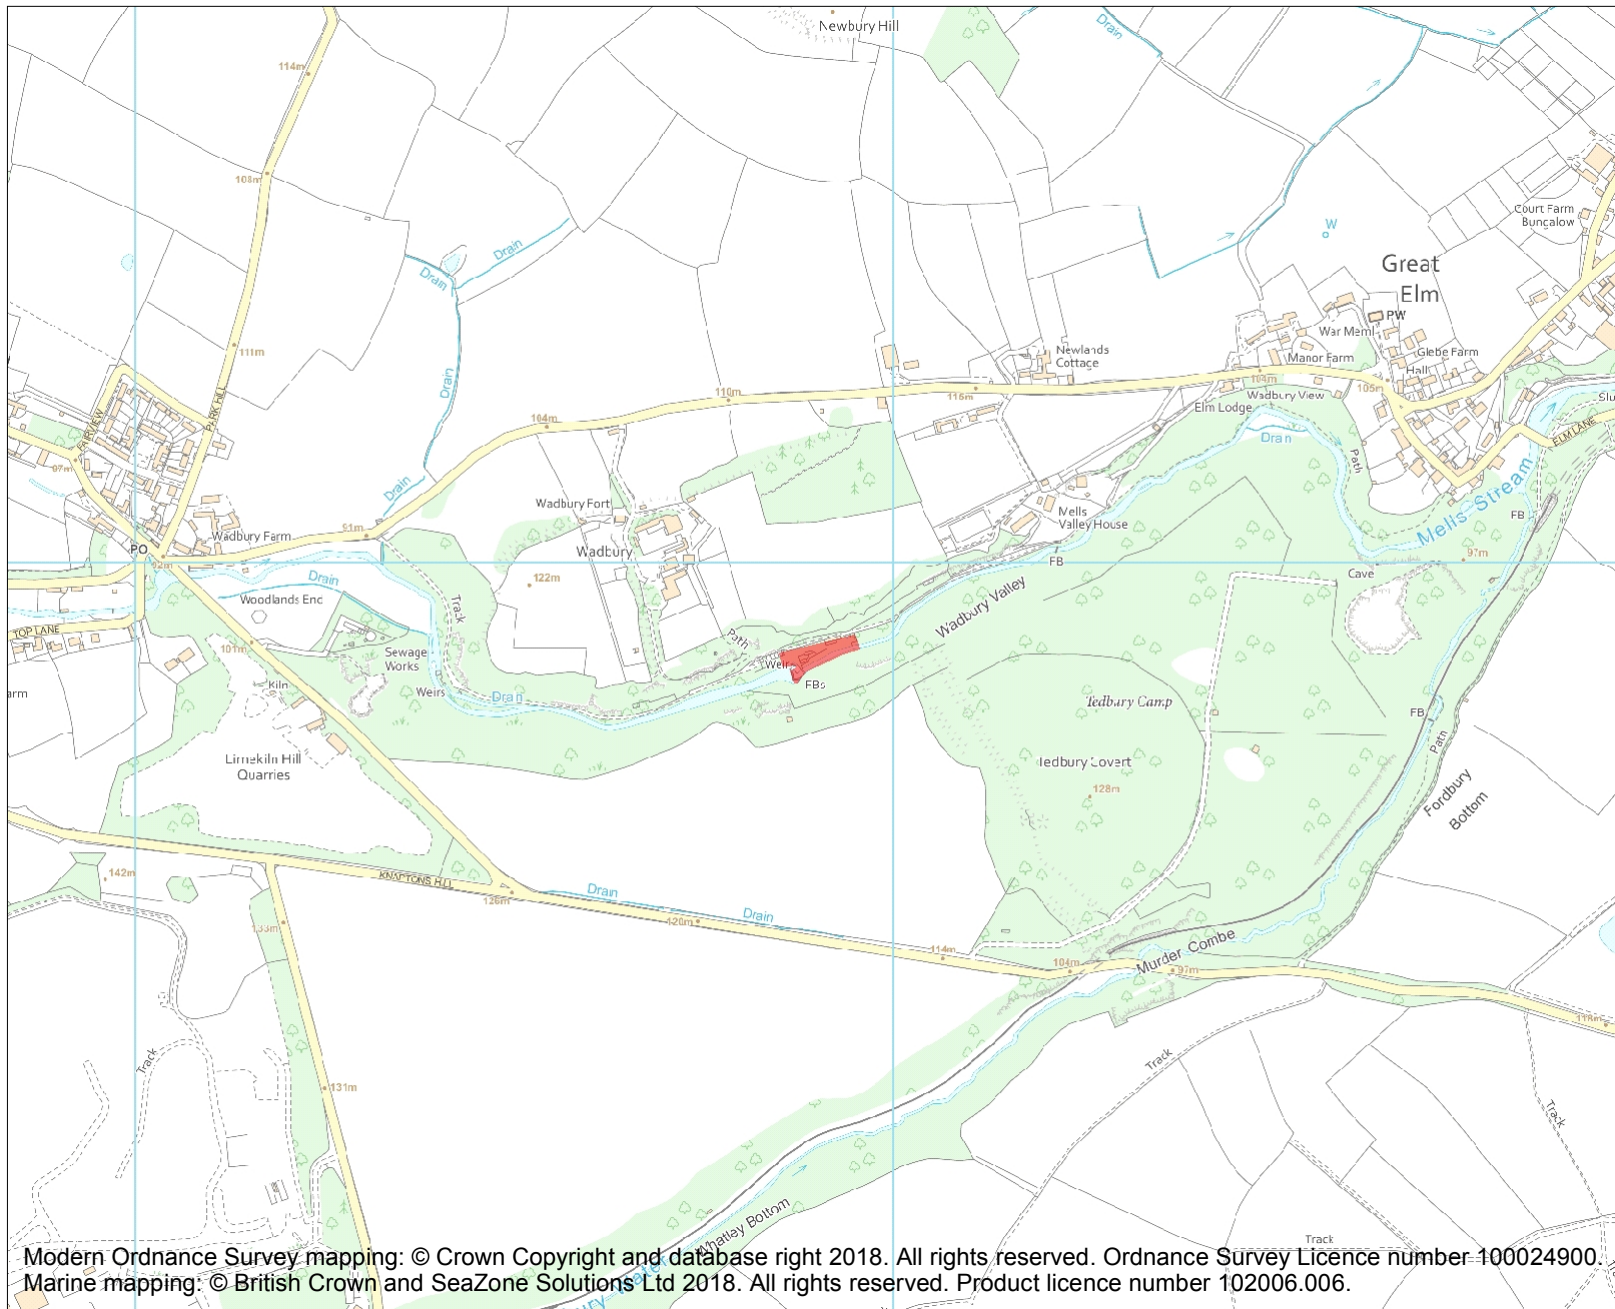 Newbury Hill
Drain
114m
108m
Court Farm
Bungalow
W
Drain
Drain
Great
Elm
PW
War Meml
111m
Newlands
Cottage
Manor Farm
Glebe Farm
Hall
Drain
110m
116m
104m
105m
Wadbury View
Elm Lodge
FAIRVIEW
PARK HILL
104m
Drain
ELM LANE
97m
Path
Drain
Wadbury Fort
Mells
Valley House
Mells Stream
FB
PO
Wadbury Farm
91m
Wadbury
FB
97m
92m
Cave
Drain
122m
Woodlands End
Track
Wadbury Valley
TOP LANE
101m
Sewage
Works
Path
Weir
FBs
Kiln
Weirs
Tedbury Camp
FB
Path
Limekiln Hill
Quarries
Tedbury Covert
128m
Fordbury
Bottom
142m
KNAPTONS HILL
126m
Drain
Drain
133m
120m
114m
104m
Murder Combe
97m
118m
Track
Track
131m
Track
Whatley Bottom
Track
Modern Ordnance Survey mapping: © Crown Copyright and database right 2018. All rights reserved. Ordnance Survey Licence number 100024900.
Marine mapping: © British Crown and SeaZone Solutions Ltd 2018. All rights reserved. Product licence number 102006.006.